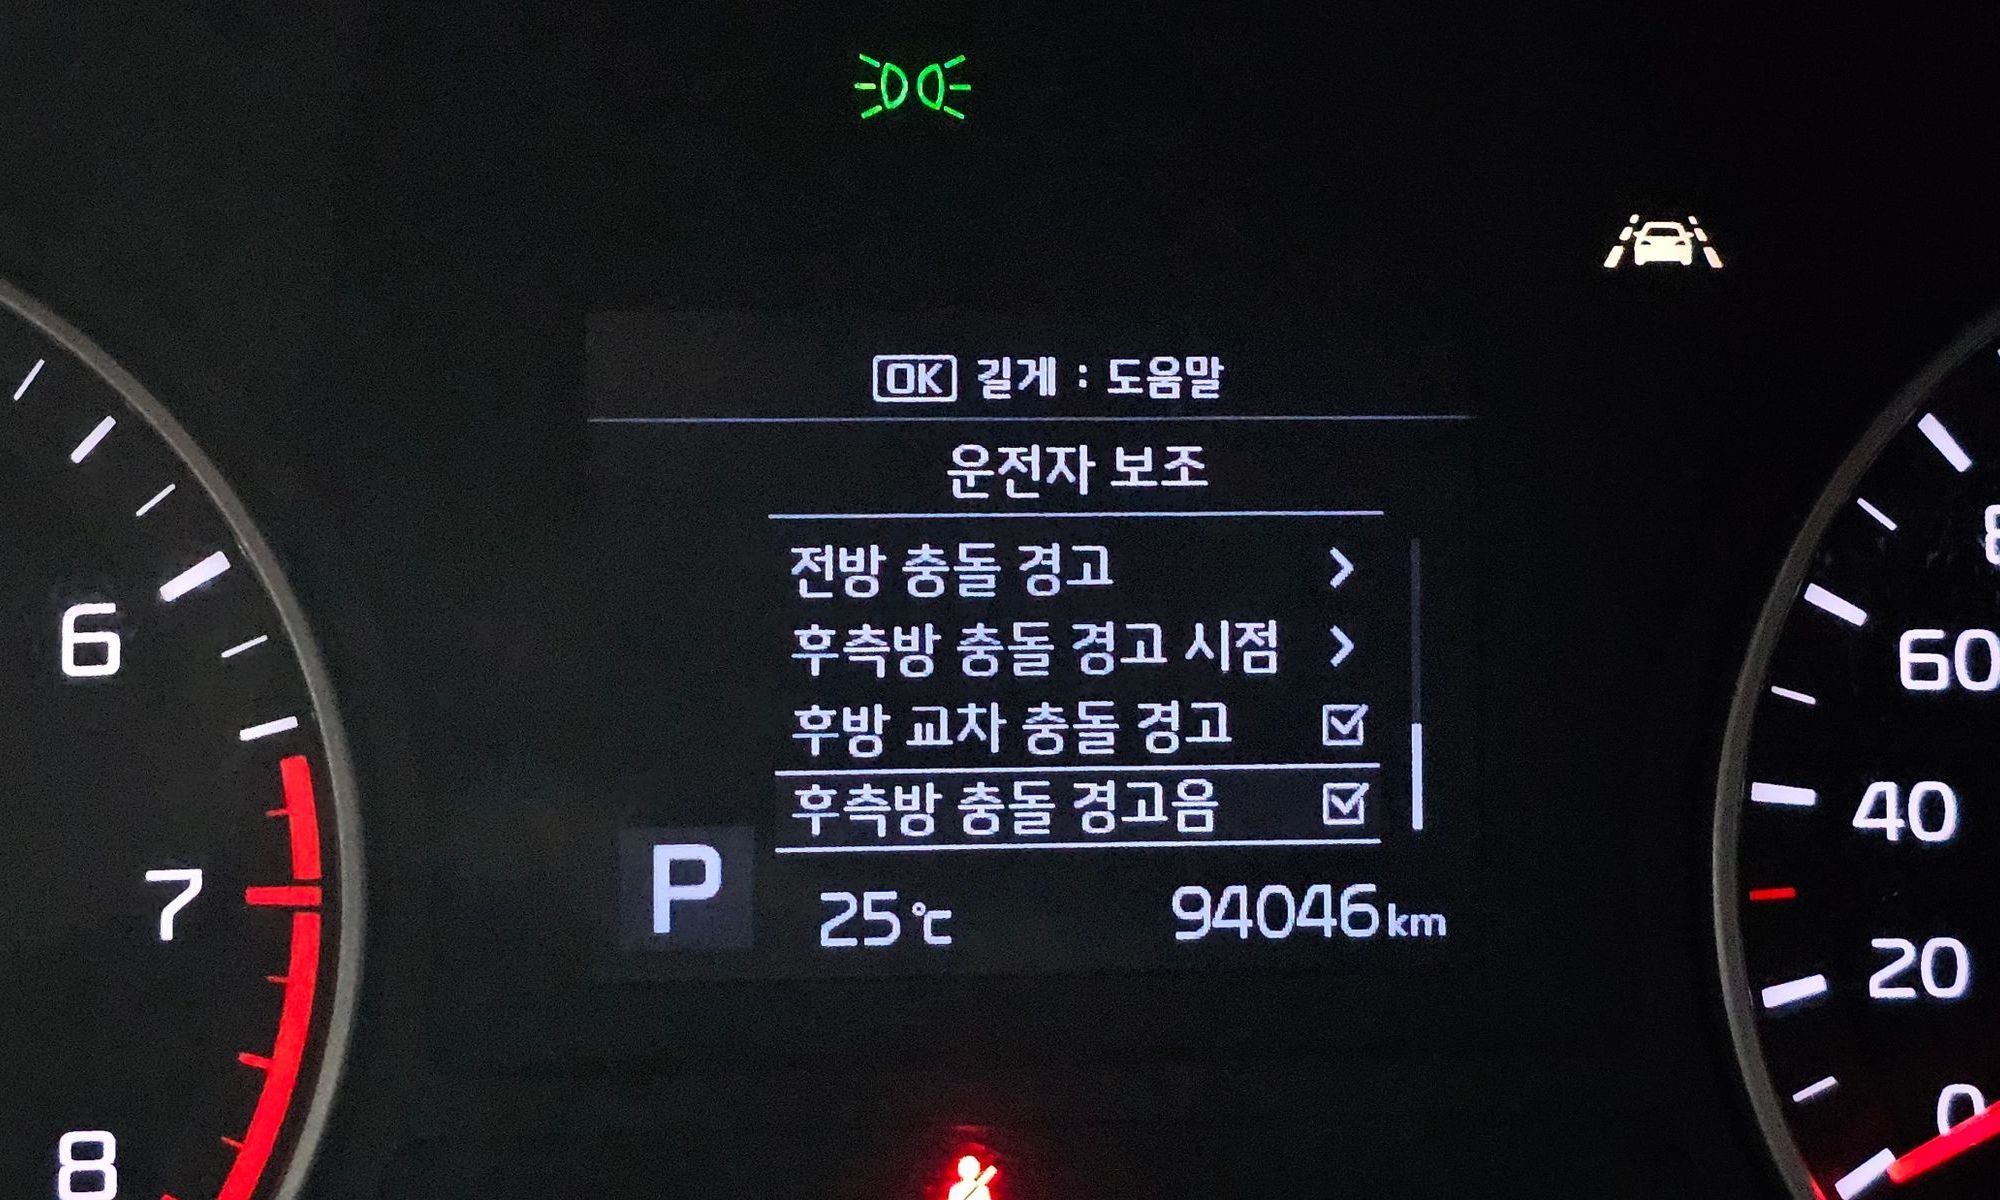 OK 길게 : 도움말
운전자 보조
전방 충돌 경고
후측방 충돌 경고 시점
후방 교차 충돌 경고
후측방 충돌 경고음
P
25℃ 94046km
6
7
8
60
40
20
0